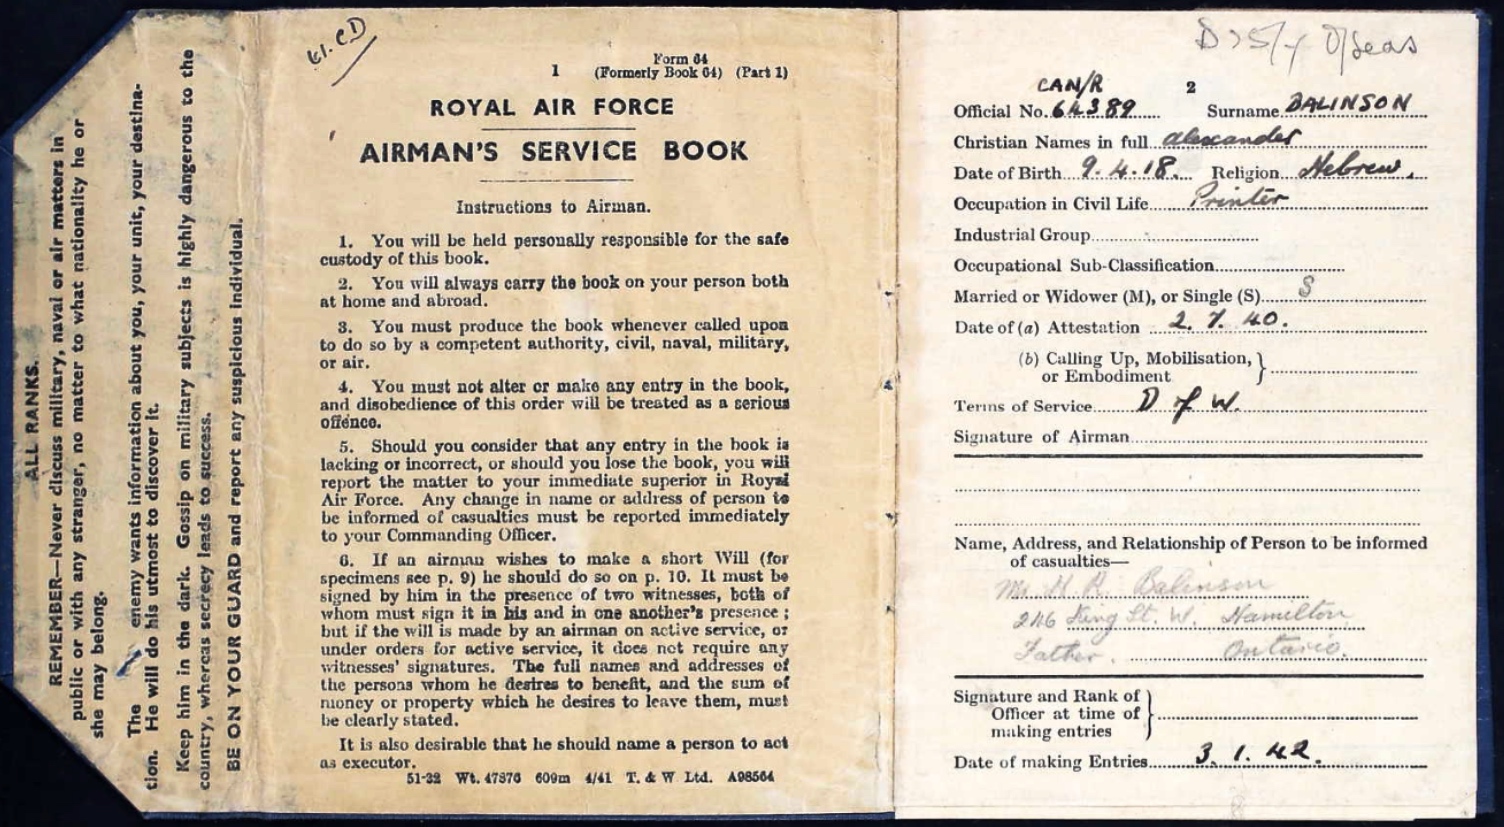 ALL RANKS.
REMEMBER—Never discuss military, naval or air matters in
public or with any stranger, no matter to what nationality he or
she may belong.
The enemy wants information about you, your unit, your destina-
tion. He will do his utmost to discover it.
Keep him in the dark. Gossip on military subjects is highly dangerous to the
country, whereas secrecy leads to success.
BE ON YOUR GUARD and report any suspicious individual.
Form 64
1 (Formerly Book 64) (Part 1)
ROYAL AIR FORCE
AIRMAN'S SERVICE BOOK
Instructions to Airman.
1. You will be held personally responsible for the safe
custody of this book.
2. You will always carry the book on your person both
at home and abroad.
3. You must produce the book whenever called upon
to do so by a competent authority, civil, naval, military,
or air.
4. You must not alter or make any entry in the book,
and disobedience of this order will be treated as a serious
offence.
5. Should you consider that any entry in the book is
lacking or incorrect, or should you lose the book, you will
report the matter to your immediate superior in Royal
Air Force. Any change in name or address of person to
be informed of casualties must be reported immediately
to your Commanding Officer.
6. If an airman wishes to make a short Will (for
specimens see p. 9) he should do so on p. 10. It must be
signed by him in the presence of two witnesses, both of
whom must sign it in his and in one another's presence ;
but if the will is made by an airman on active service, or
under orders for active service, it does not require any
witnesses' signatures. The full names and addresses of
the persons whom he desires to benefit, and the sum of
money or property which he desires to leave them, must
be clearly stated.
It is also desirable that he should name a person to act
as executor.
51-32 Wt. 47876 609m 4/41 T. & W Ltd. A98564
CAN/R 2
Official No. 64389 Surname BALINSON
Christian Names in full alexander
Date of Birth 9.4.18. Religion Hebrew.
Occupation in Civil Life Printer
Industrial Group
Occupational Sub-Classification
Married or Widower (M), or Single (S) S
Date of (a) Attestation 2.7.40.
(b) Calling Up, Mobilisation,
or Embodiment
Terms of Service D of W.
Signature of Airman
Name, Address, and Relationship of Person to be informed
of casualties—
Mr. H R. Balinson
246 King St. W. Hamilton
Father. Ontario.
Signature and Rank of
Officer at time of
making entries
Date of making Entries 3.1.42.